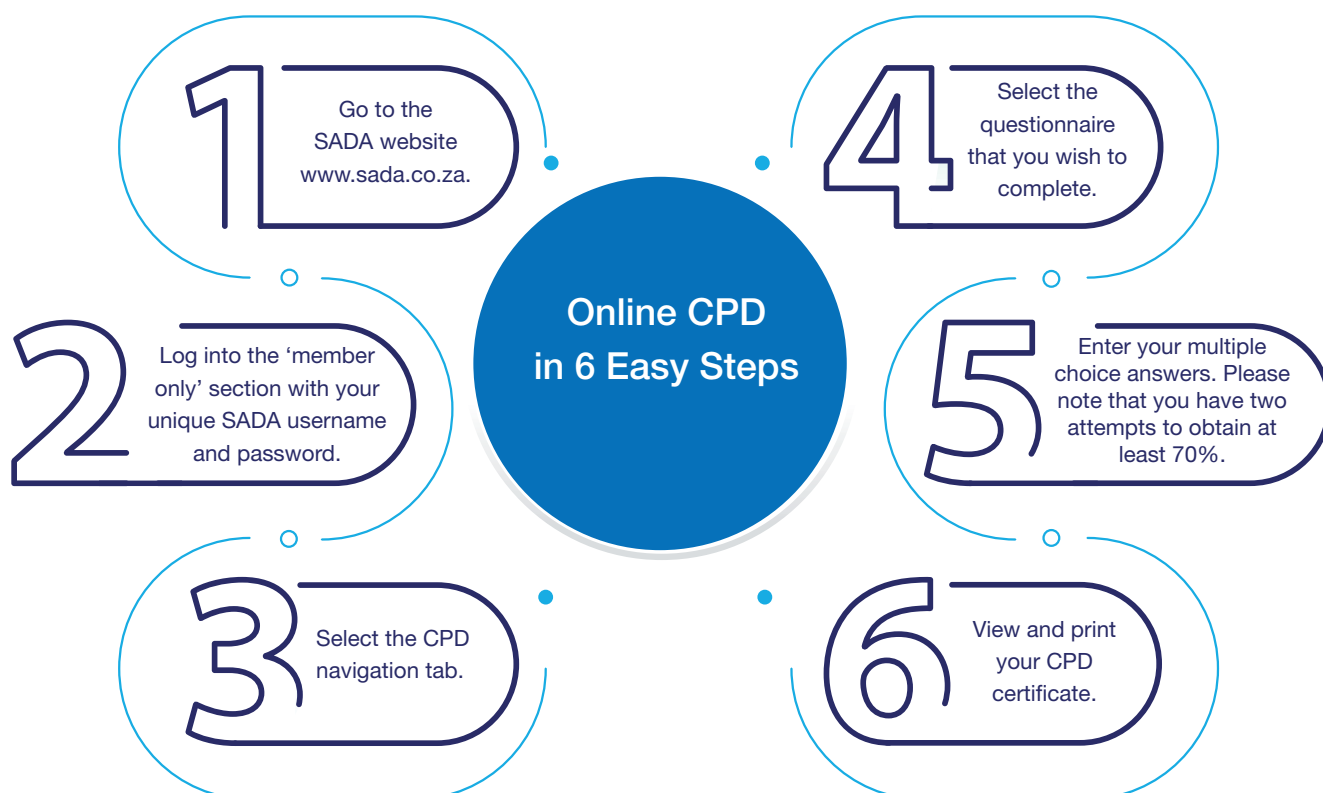 Online CPD
in 6 Easy Steps
1
Go to the
SADA website
www.sada.co.za.
2
Log into the ‘member
only’ section with your
unique SADA username
and password.
3
Select the CPD
navigation tab.
4
Select the
questionnaire
that you wish to
complete.
5
Enter your multiple
choice answers. Please
note that you have two
attempts to obtain at
least 70%.
6
View and print
your CPD
certificate.